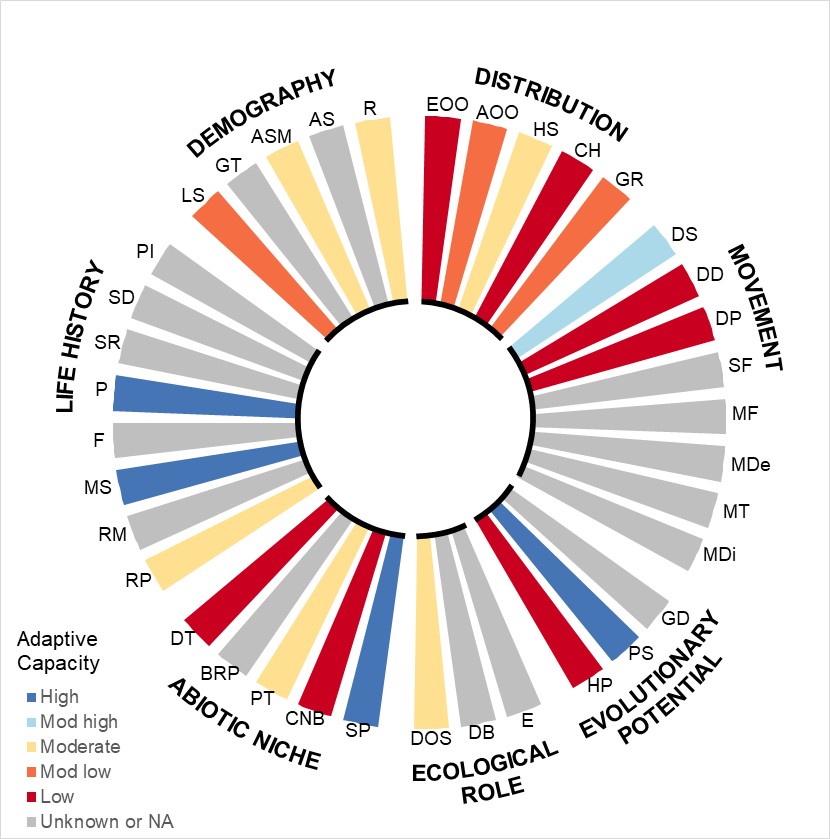 DISTRIBUTION
EOO
AOO
HS
CH
GR
MOVEMENT
DS
DD
DP
SF
MF
MDe
MT
MDi
EVOLUTIONARY
POTENTIAL
GD
PS
HP
ECOLOGICAL
ROLE
E
DB
DOS
ABIOTIC NICHE
SP
CNB
PT
BRP
DT
LIFE HISTORY
RP
RM
MS
F
P
SR
SD
PI
DEMOGRAPHY
LS
GT
ASM
AS
R
Adaptive
Capacity
High
Mod high
Moderate
Mod low
Low
Unknown or NA